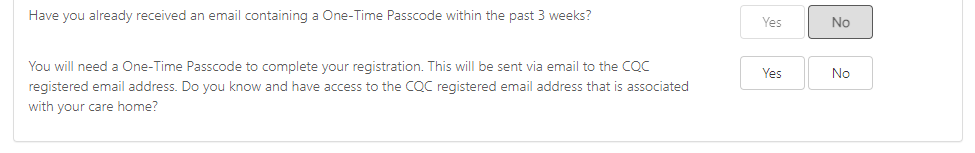 Have you already received an email containing a One-Time Passcode within the past 3 weeks?
Yes No
You will need a One-Time Passcode to complete your registration. This will be sent via email to the CQC
registered email address. Do you know and have access to the CQC registered email address that is associated
with your care home?
Yes No